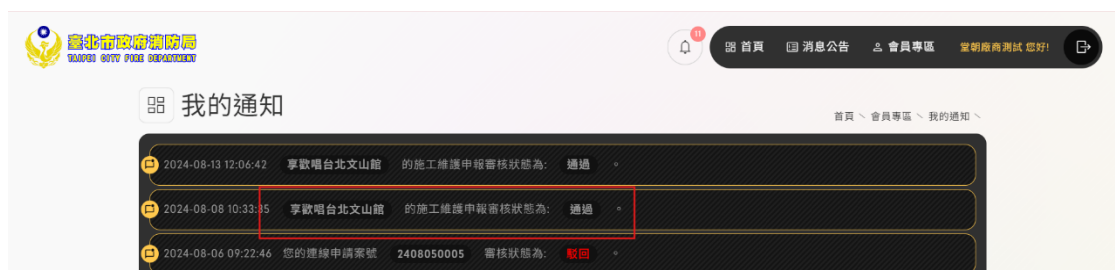 臺北市政府消防局
TAIPEI CITY FIRE DEPARTMENT
11
首頁 消息公告 會員專區 堂朝廠商測試 您好!
我的通知
首頁 ﹨ 會員專區 ﹨ 我的通知 ﹨
2024-08-13 12:06:42 享歡唱台北文山館 的施工維護申報審核狀態為: 通過 。
2024-08-08 10:33:35 享歡唱台北文山館 的施工維護申報審核狀態為: 通過 。
2024-08-06 09:22:46 您的連線申請案號 2408050005 審核狀態為: 駁回 。